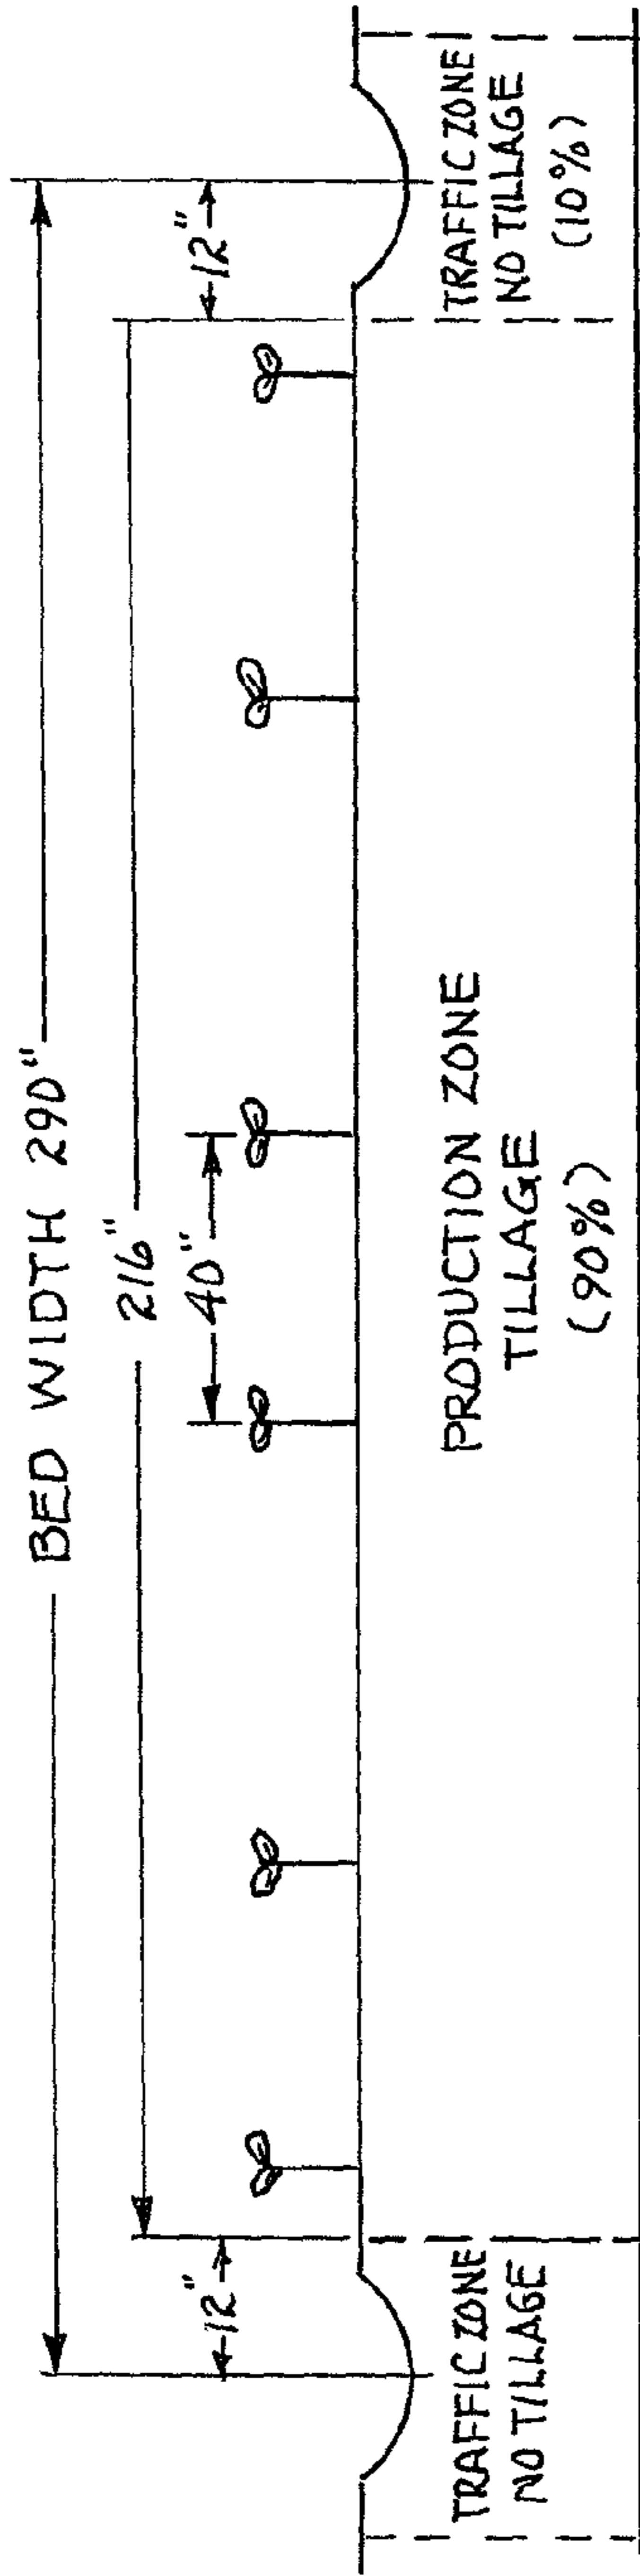 BED WIDTH 290"
216"
12"
40"
12"
TRAFFIC ZONE
NO TILLAGE
PRODUCTION ZONE
TILLAGE
(90%)
TRAFFIC ZONE
NO TILLAGE
(10%)